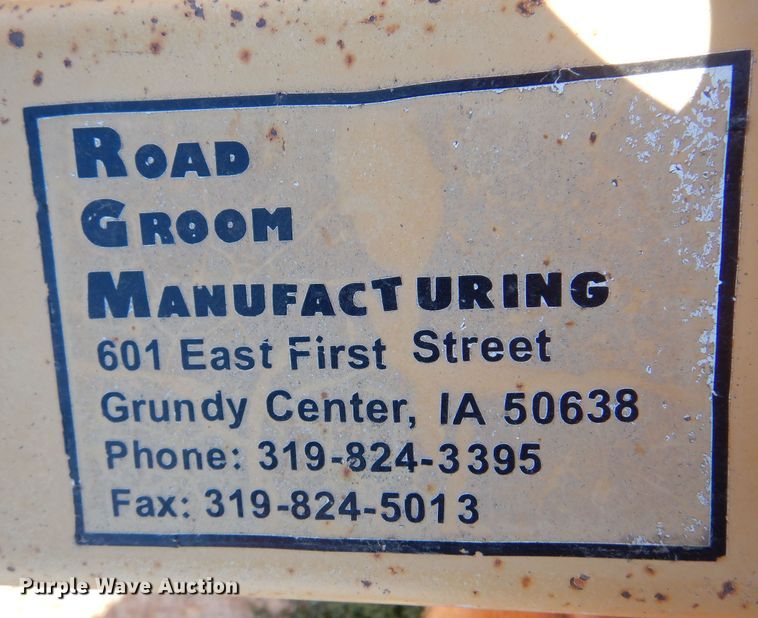 ROAD
GROOM
MANUFACTURING
601 East First Street
Grundy Center, IA 50638
Phone: 319-824-3395
Fax: 319-824-5013
Purple Wave Auction